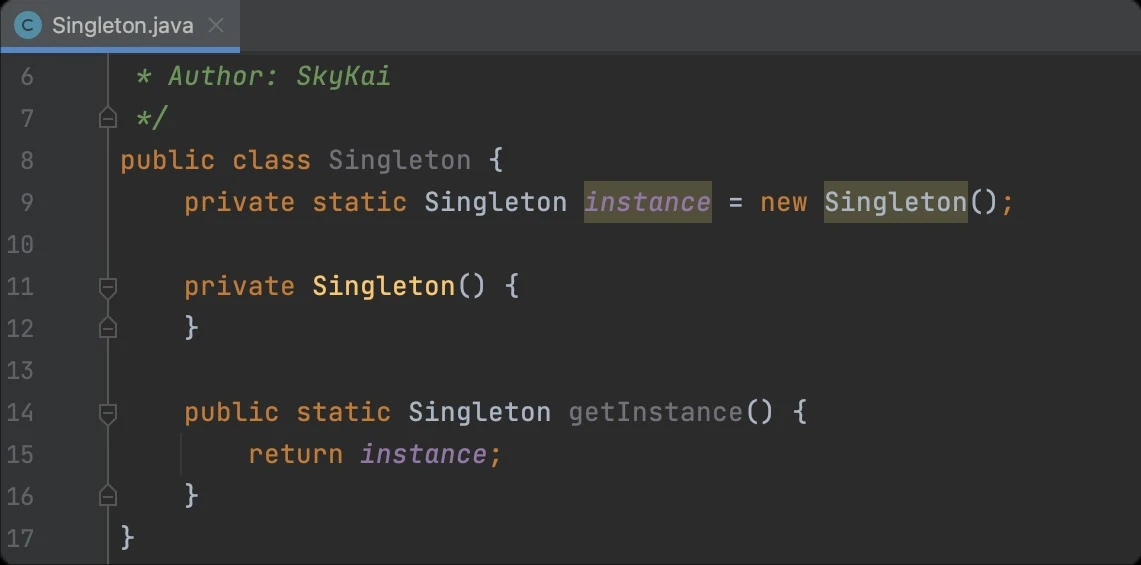 C Singleton.java
6 * Author: SkyKai
7 */
8 public class Singleton {
9 private static Singleton instance = new Singleton();
10
11 private Singleton() {
12 }
13
14 public static Singleton getInstance() {
15 return instance;
16 }
17 }